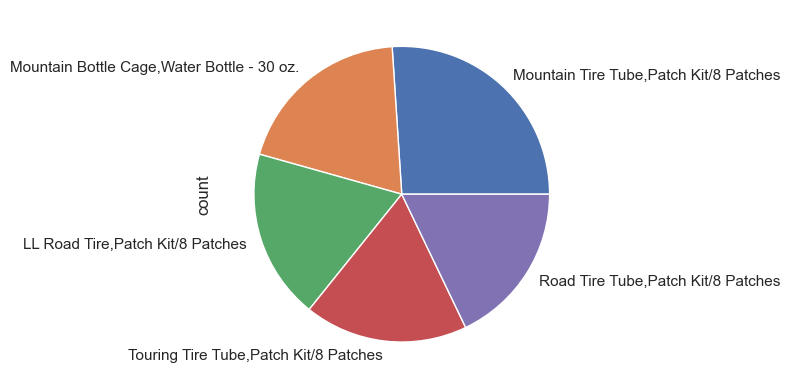 Mountain Bottle Cage,Water Bottle - 30 oz.
Mountain Tire Tube,Patch Kit/8 Patches
count
LL Road Tire,Patch Kit/8 Patches
Road Tire Tube,Patch Kit/8 Patches
Touring Tire Tube,Patch Kit/8 Patches